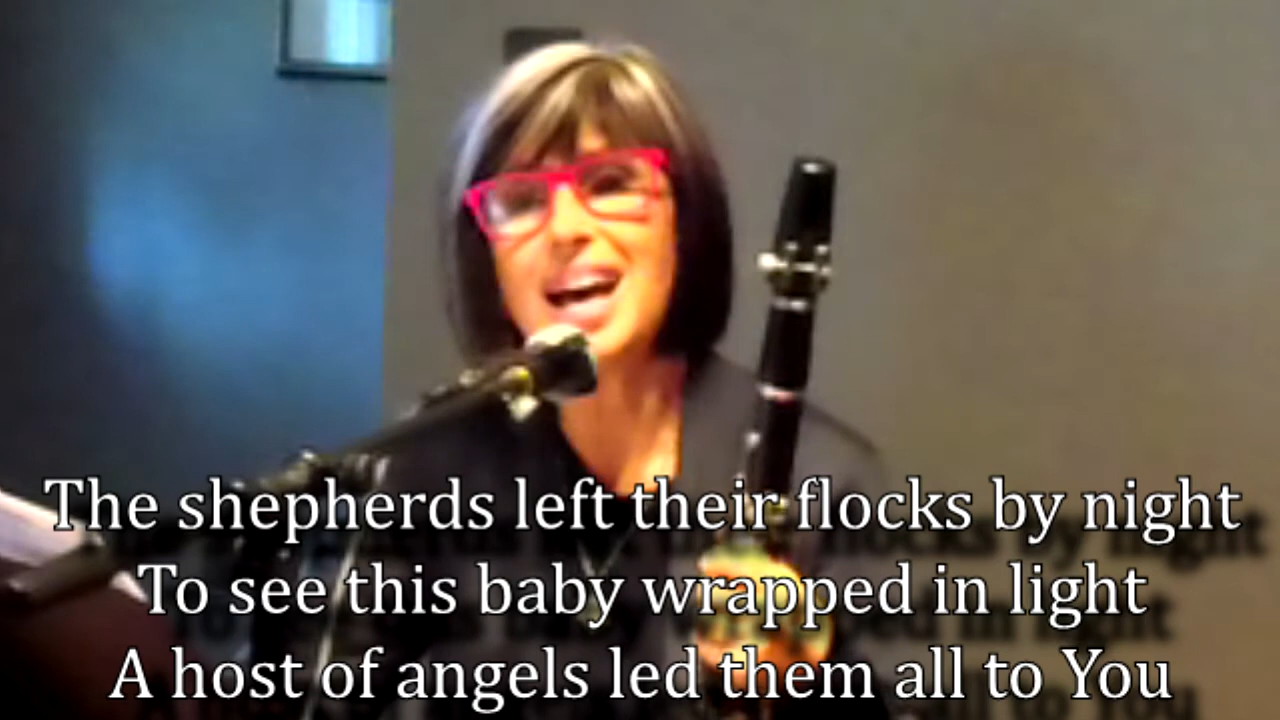 The shepherds left their flocks by night
To see this baby wrapped in light
A host of angels led them all to You